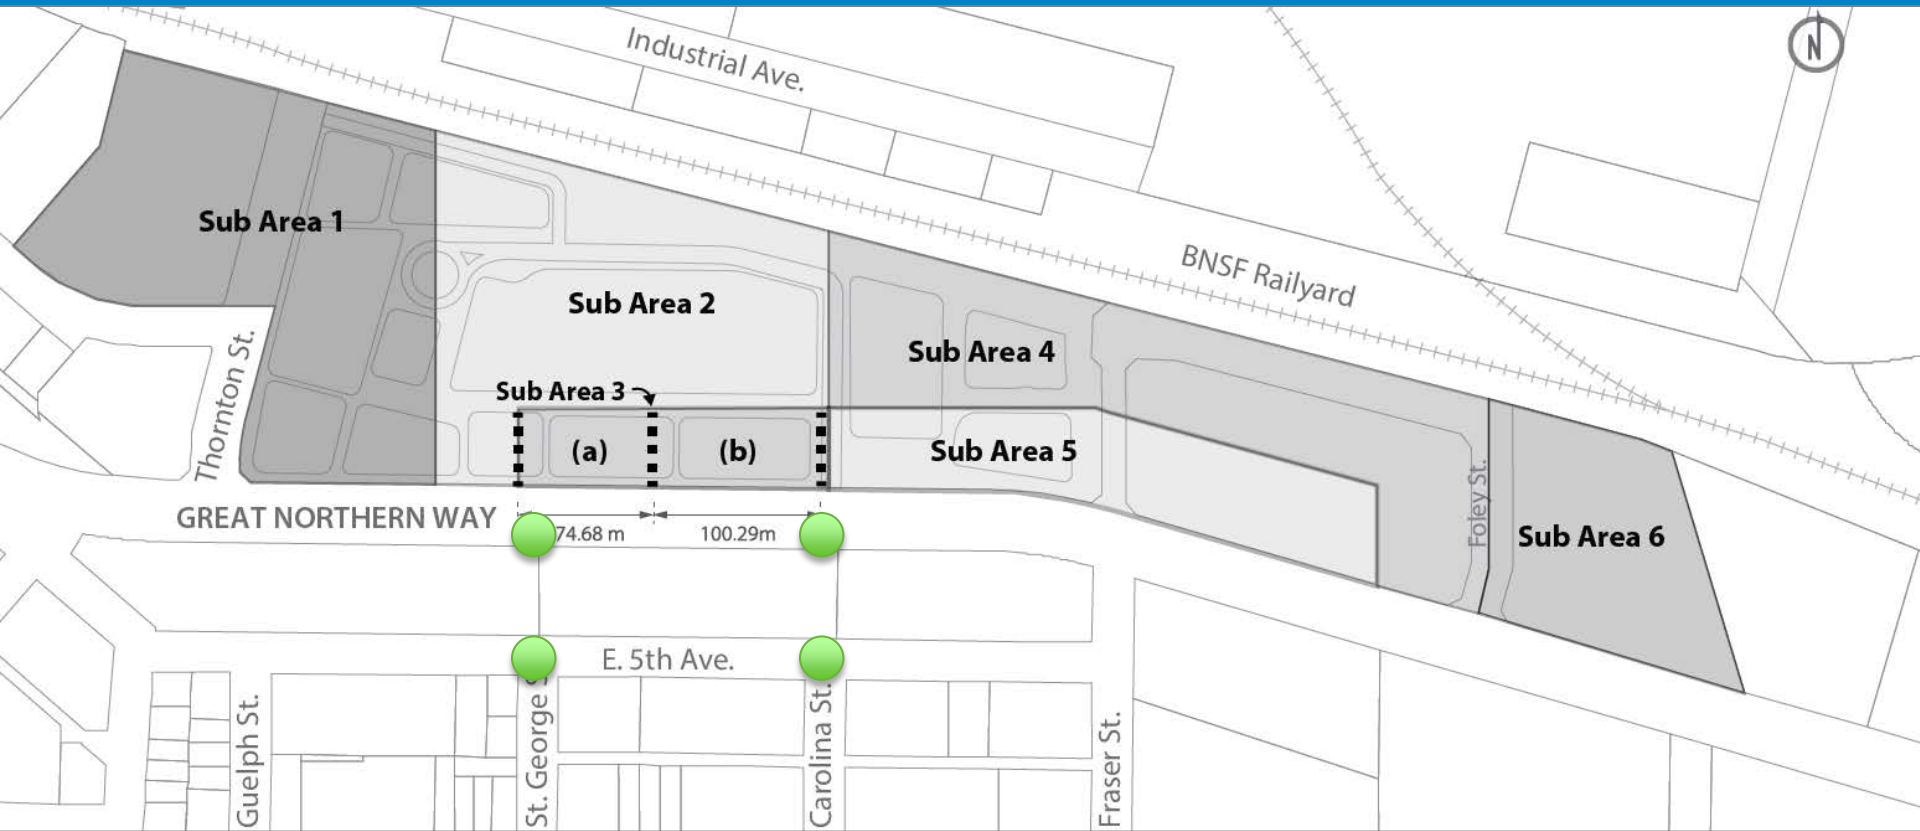 N
Industrial Ave.
BNSF Railyard
Sub Area 1
Sub Area 2
Sub Area 3
Sub Area 4
(a)
(b)
Sub Area 5
Sub Area 6
Thornton St.
Foley St.
GREAT NORTHERN WAY
74.68 m
100.29m
E. 5th Ave.
Guelph St.
St. George
Carolina St.
Fraser St.